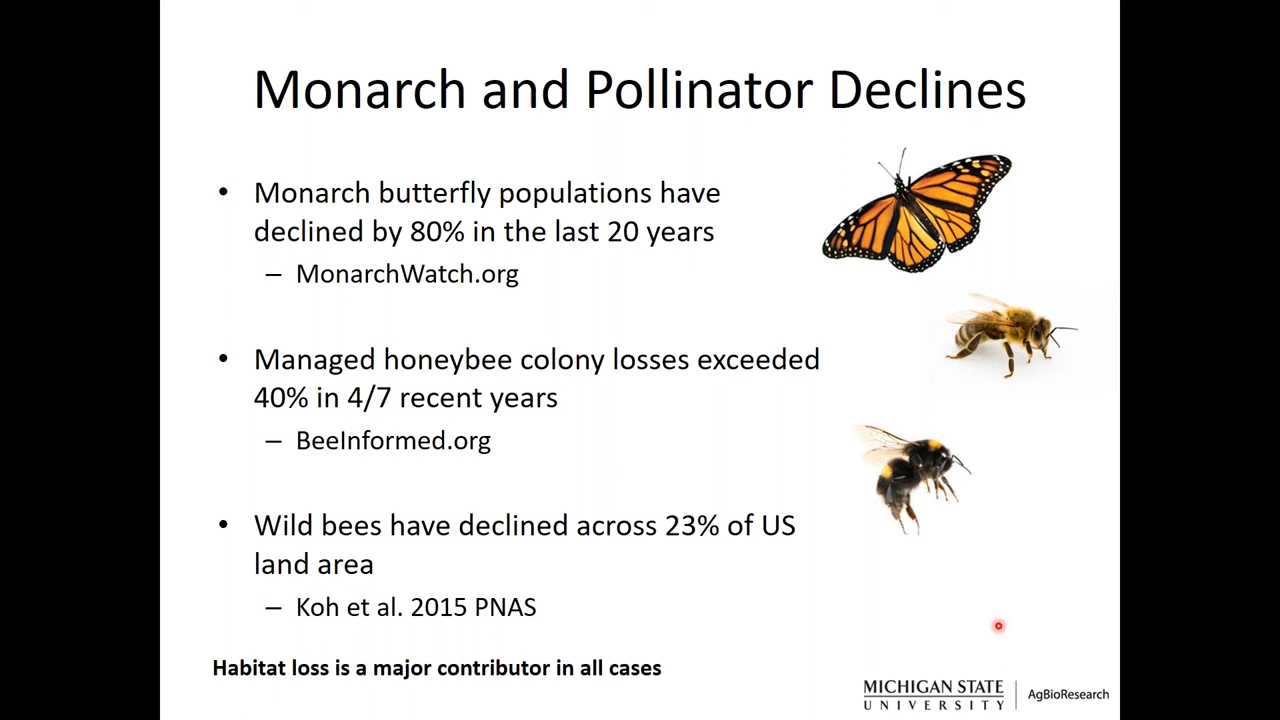 Monarch and Pollinator Declines
• Monarch butterfly populations have
declined by 80% in the last 20 years
– MonarchWatch.org
• Managed honeybee colony losses exceeded
40% in 4/7 recent years
– BeeInformed.org
• Wild bees have declined across 23% of US
land area
– Koh et al. 2015 PNAS
Habitat loss is a major contributor in all cases
MICHIGAN STATE
UNIVERSITY
AgBioResearch